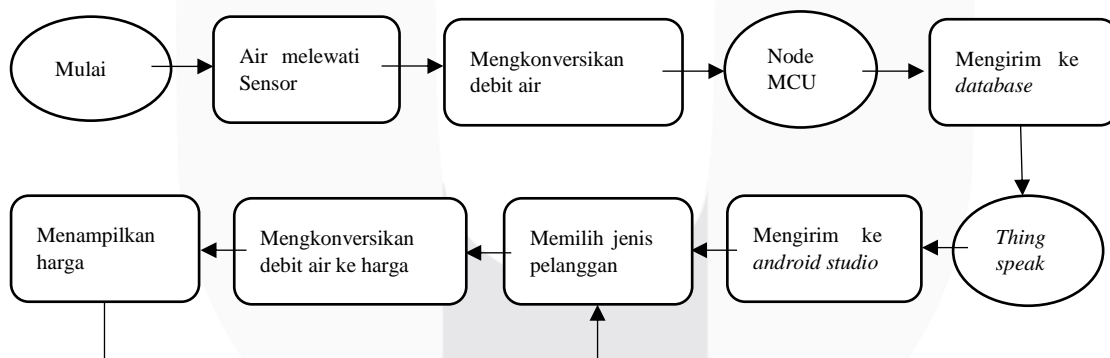 Mulai
Air melewati
Sensor
Mengkonversikan
debit air
Node
MCU
Mengirim ke
database
Menampilkan
harga
Mengkonversikan
debit air ke harga
Memilih jenis
pelanggan
Mengirim ke
android studio
Thing
speak